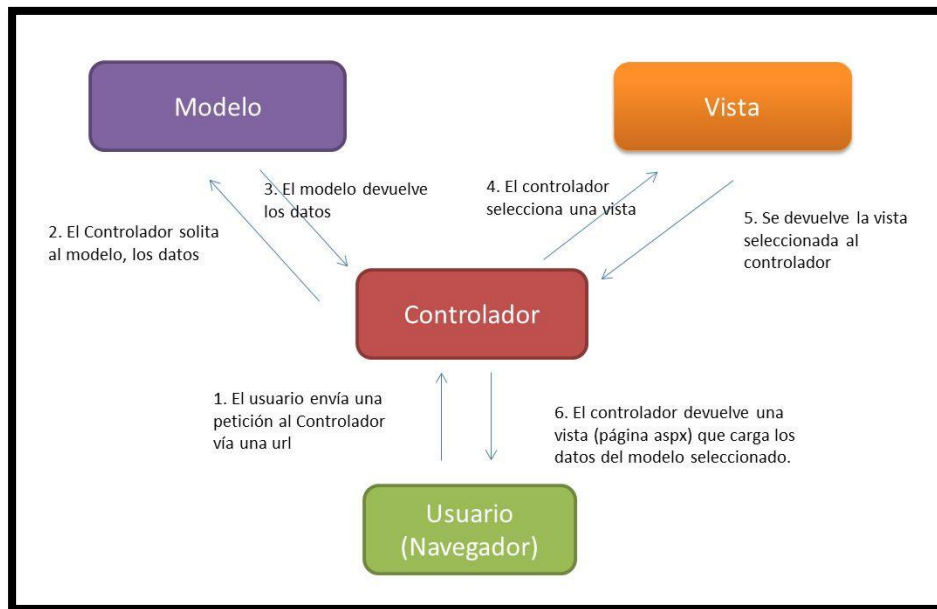 Modelo
Vista
3. El modelo devuelve
los datos
4. El controlador
selecciona una vista
2. El Controlador solita
al modelo, los datos
5. Se devuelve la vista
seleccionada al
controlador
Controlador
1. El usuario envía una
petición al Controlador
vía una url
6. El controlador devuelve una
vista (página aspx) que carga los
datos del modelo seleccionado.
Usuario
(Navegador)